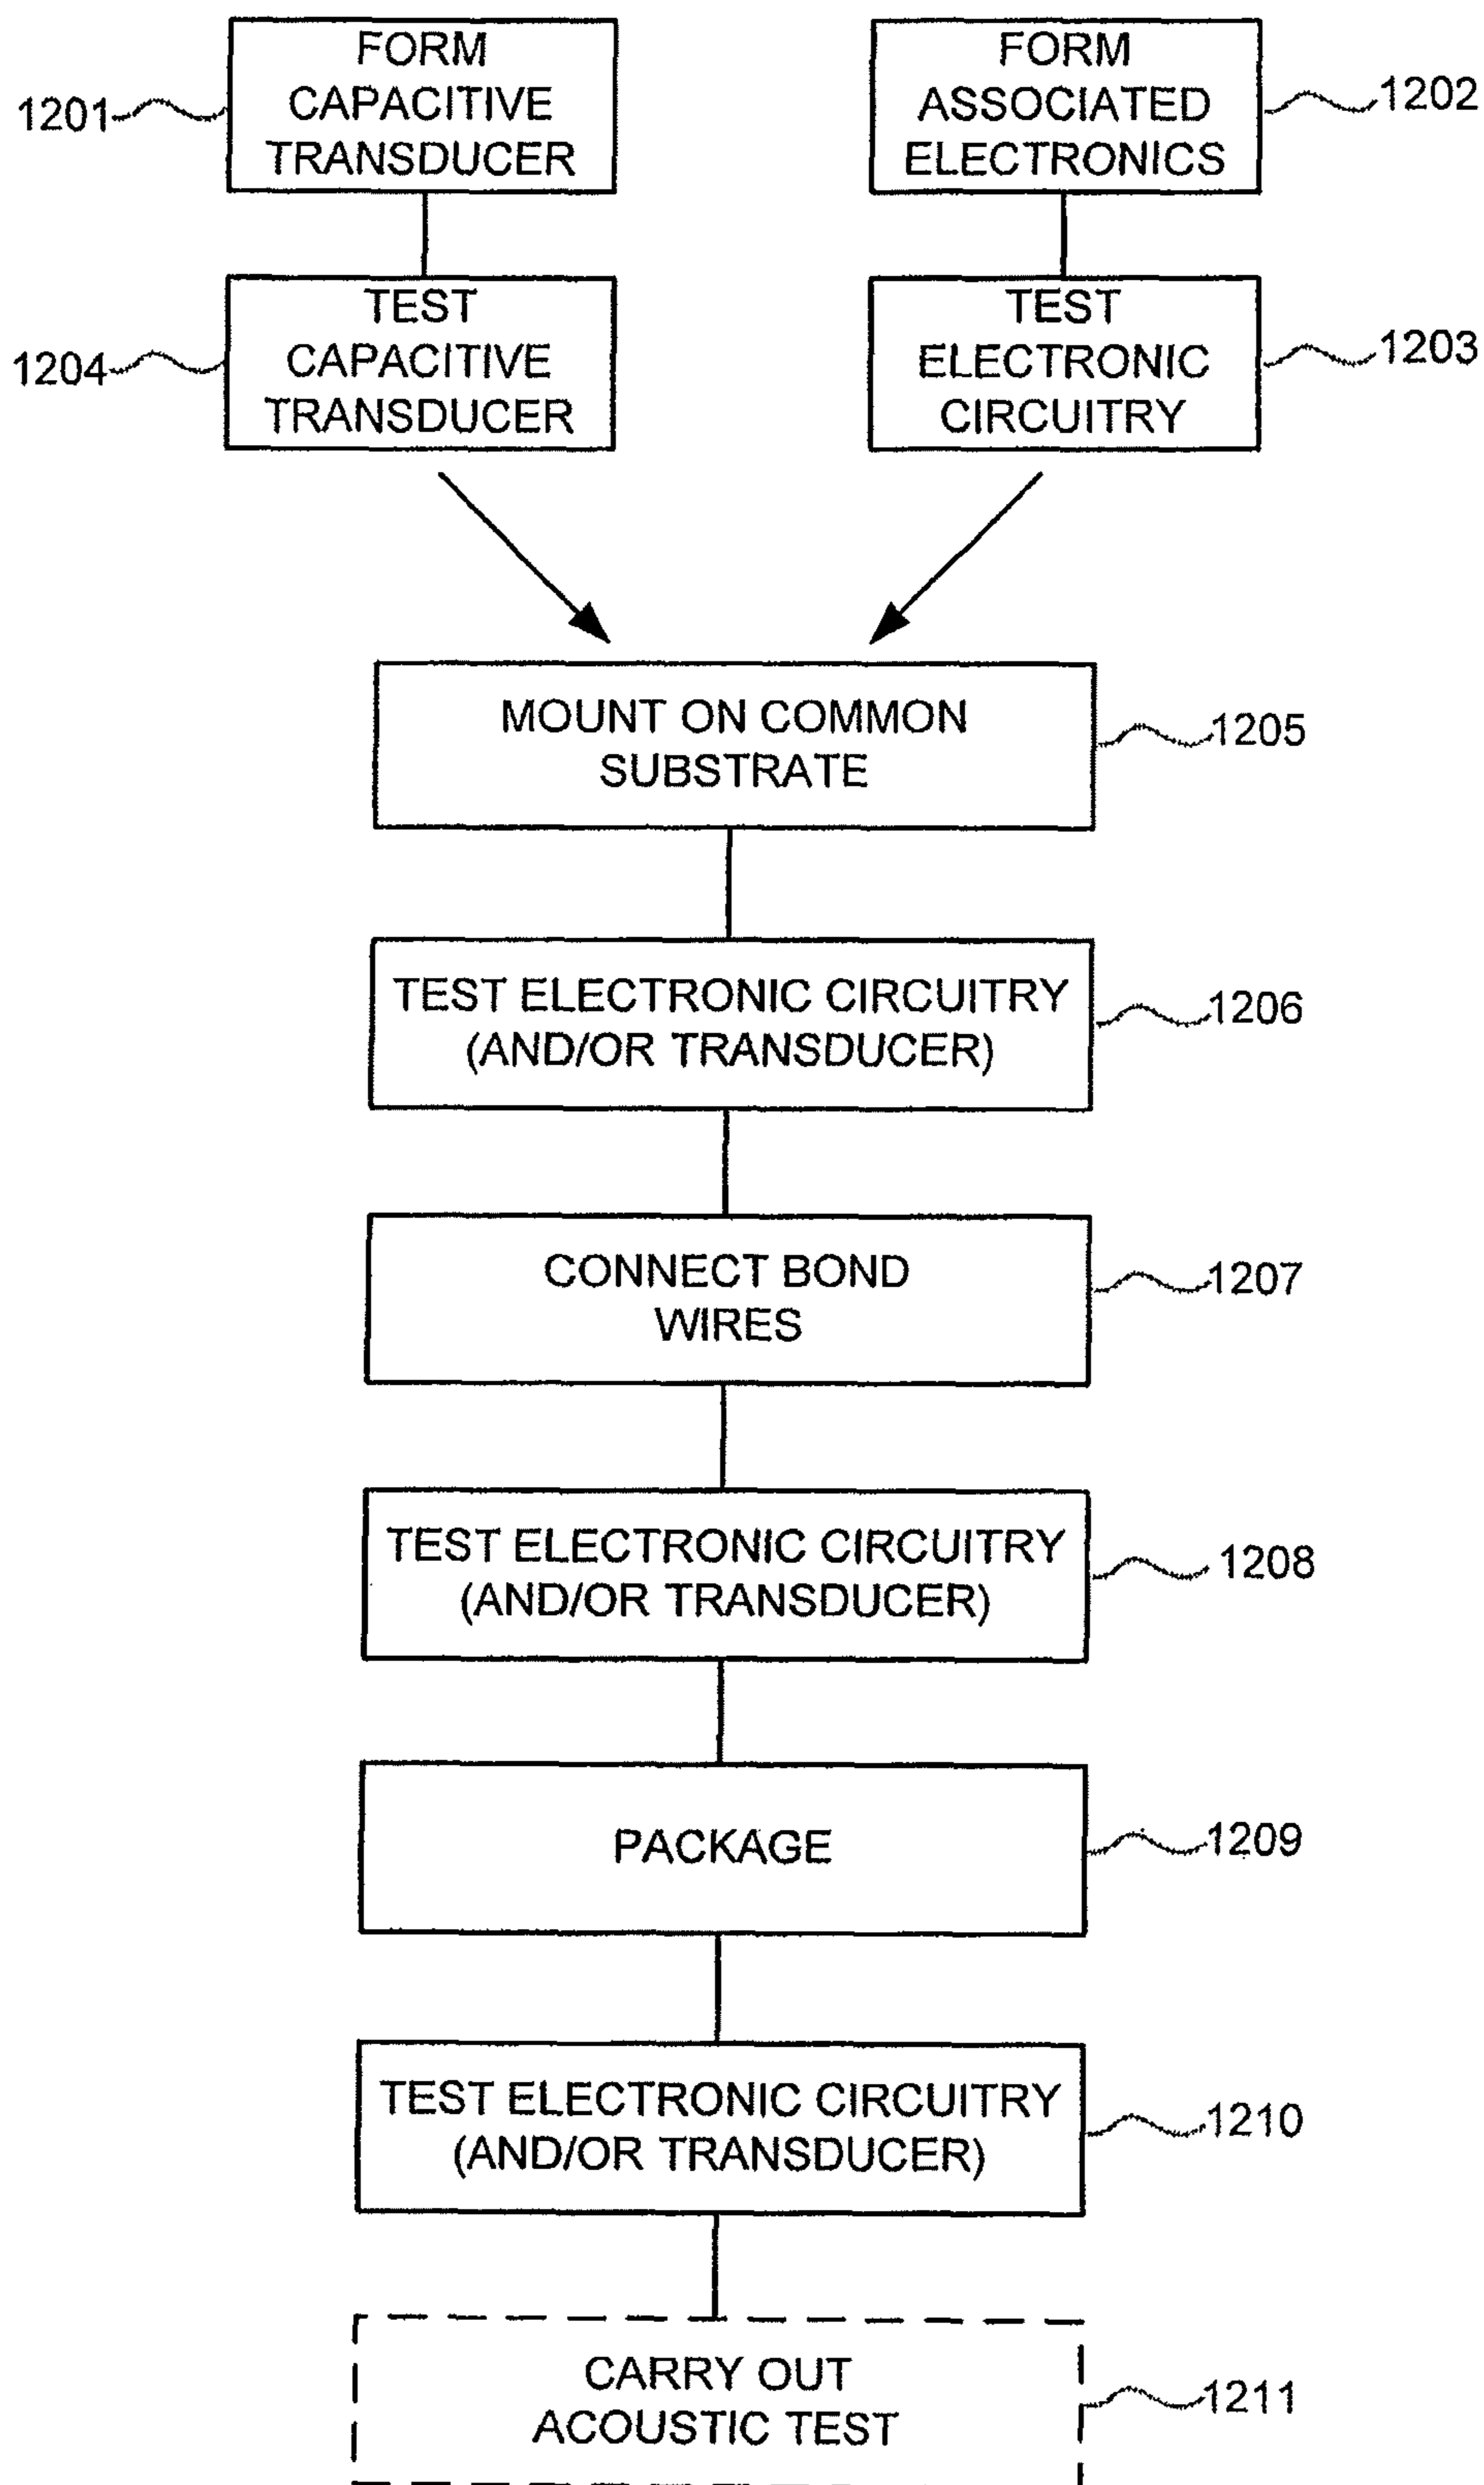 FORM
CAPACITIVE
TRANSDUCER
1201
FORM
ASSOCIATED
ELECTRONICS
1202
TEST
CAPACITIVE
TRANSDUCER
1204
TEST
ELECTRONIC
CIRCUITRY
1203
MOUNT ON COMMON
SUBSTRATE
1205
TEST ELECTRONIC CIRCUITRY
(AND/OR TRANSDUCER)
1206
CONNECT BOND
WIRES
1207
TEST ELECTRONIC CIRCUITRY
(AND/OR TRANSDUCER)
1208
PACKAGE
1209
TEST ELECTRONIC CIRCUITRY
(AND/OR TRANSDUCER)
1210
CARRY OUT
ACOUSTIC TEST
1211